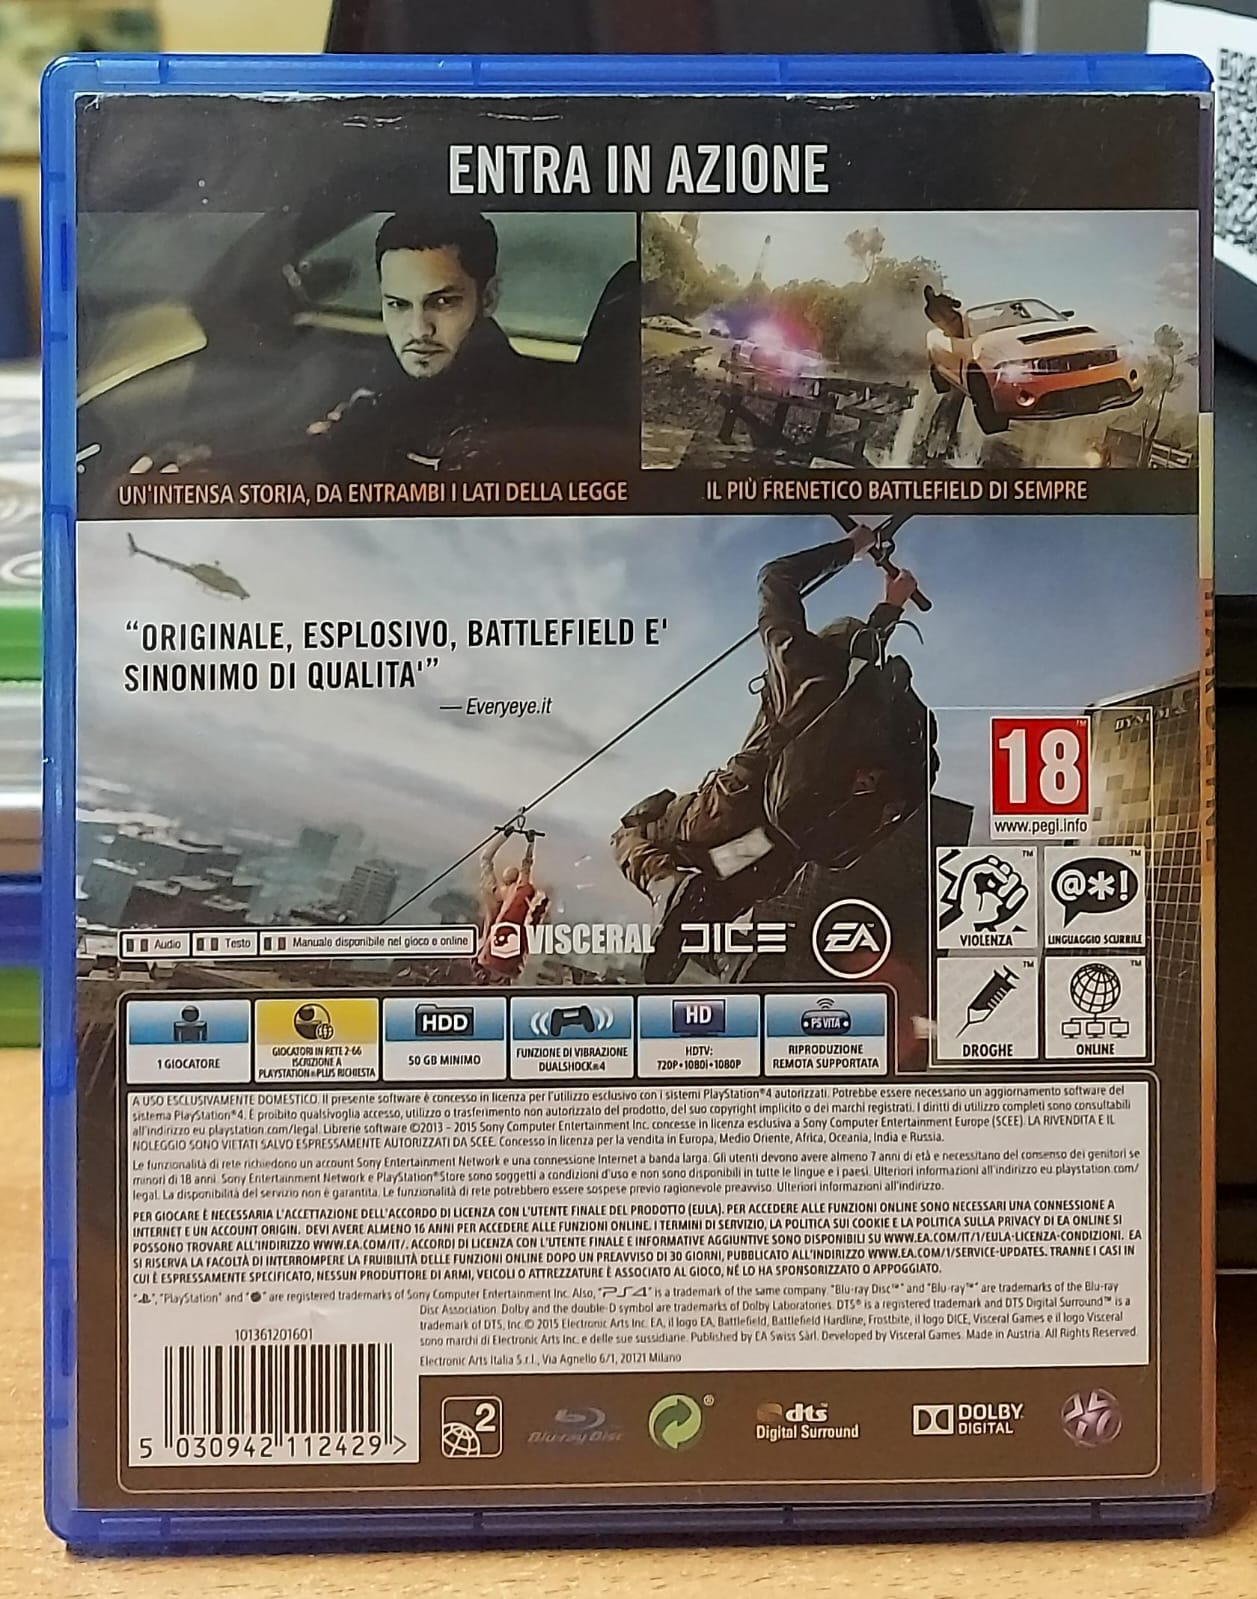 ENTRA IN AZIONE
UN'INTENSA STORIA, DA ENTRAMBI I LATI DELLA LEGGE
IL PIÙ FRENETICO BATTLEFIELD DI SEMPRE
“ORIGINALE, ESPLOSIVO, BATTLEFIELD E'
SINONIMO DI QUALITA'”
— Everyeye.it
18
www.pegi.info
VIOLENZA
@*!
LINGUAGGIO SCURRILE
DROGHE
ONLINE
Audio
Testo
Manuale disponibile nel gioco e online
VISCERAL
DICE
EA
1 GIOCATORE
GIOCATORI IN RETE 2-66
ISCRIZIONE A
PLAYSTATION®PLUS RICHIESTA
HDD
50 GB MINIMO
FUNZIONE DI VIBRAZIONE
DUALSHOCK®4
HD
HDTV:
720P•1080i•1080P
PS VITA
RIPRODUZIONE
REMOTA SUPPORTATA
A USO ESCLUSIVAMENTE DOMESTICO. Il presente software è concesso in licenza per l'utilizzo esclusivo con i sistemi PlayStation®4 autorizzati. Potrebbe essere necessario un aggiornamento software del
sistema PlayStation®4. È proibito qualsivoglia accesso, utilizzo o trasferimento non autorizzato del prodotto, del suo copyright implicito o dei marchi registrati. I diritti di utilizzo completi sono consultabili
all'indirizzo eu.playstation.com/legal. Librerie software ©2013 - 2015 Sony Computer Entertainment Inc. concesse in licenza esclusiva a Sony Computer Entertainment Europe (SCEE). LA RIVENDITA E IL
NOLEGGIO SONO VIETATI SALVO ESPRESSAMENTE AUTORIZZATI DA SCEE. Concesso in licenza per la vendita in Europa, Medio Oriente, Africa, Oceania, India e Russia.
Le funzionalità di rete richiedono un account Sony Entertainment Network e una connessione Internet a banda larga. Gli utenti devono avere almeno 7 anni di età e necessitano del consenso dei genitori se
minori di 18 anni. Sony Entertainment Network e PlayStation®Store sono soggetti a condizioni d'uso e non sono disponibili in tutte le lingue e i paesi. Ulteriori informazioni all'indirizzo eu.playstation.com/
legal. La disponibilità del servizio non è garantita. Le funzionalità di rete potrebbero essere sospese previo ragionevole preavviso. Ulteriori informazioni all'indirizzo.
PER GIOCARE È NECESSARIA L'ACCETTAZIONE DELL'ACCORDO DI LICENZA CON L'UTENTE FINALE DEL PRODOTTO (EULA). PER ACCEDERE ALLE FUNZIONI ONLINE SONO NECESSARI UNA CONNESSIONE A
INTERNET E UN ACCOUNT ORIGIN. DEVI AVERE ALMENO 16 ANNI PER ACCEDERE ALLE FUNZIONI ONLINE. I TERMINI DI SERVIZIO, LA POLITICA SUI COOKIE E LA POLITICA SULLA PRIVACY DI EA ONLINE SI
POSSONO TROVARE ALL'INDIRIZZO WWW.EA.COM/IT/. ACCORDI DI LICENZA CON L'UTENTE FINALE E INFORMATIVE AGGIUNTIVE SONO DISPONIBILI SU WWW.EA.COM/IT/1/EULA-LICENZA-CONDIZIONI. EA
SI RISERVA LA FACOLTÀ DI INTERROMPERE LA FRUIBILITÀ DELLE FUNZIONI ONLINE DOPO UN PREAVVISO DI 30 GIORNI, PUBBLICATO ALL'INDIRIZZO WWW.EA.COM/1/SERVICE-UPDATES. TRANNE I CASI IN
CUI È ESPRESSAMENTE SPECIFICATO, NESSUN PRODUTTORE DI ARMI, VEICOLI O ATTREZZATURE È ASSOCIATO AL GIOCO, NÉ LO HA SPONSORIZZATO O APPOGGIATO.
"", "PlayStation" and "" are registered trademarks of Sony Computer Entertainment Inc. Also, "PS4" is a trademark of the same company. "Blu-ray Disc™" and "Blu-ray™" are trademarks of the Blu-ray
Disc Association. Dolby and the double-D symbol are trademarks of Dolby Laboratories. DTS® is a registered trademark and DTS Digital Surround™ is a
trademark of DTS, Inc. © 2015 Electronic Arts Inc. EA, il logo EA, Battlefield, Battlefield Hardline, Frostbite, il logo DICE, Visceral Games e il logo Visceral
sono marchi di Electronic Arts Inc. e delle sue sussidiarie. Published by EA Swiss Sàrl. Developed by Visceral Games. Made in Austria. All Rights Reserved.
Electronic Arts Italia S.r.l., Via Agnello 6/1, 20121 Milano
101361201601
5 030942 112429 >
2
Blu-ray Disc
dts
Digital Surround
DOLBY
DIGITAL